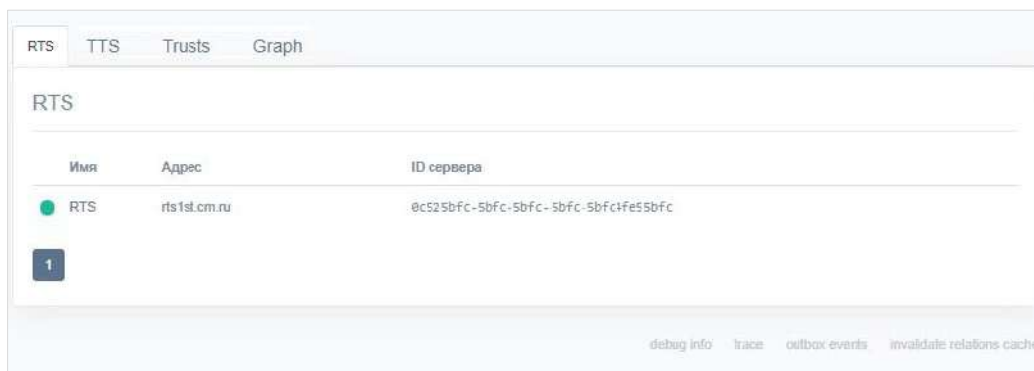 RTS TTS Trusts Graph
RTS
Имя Адрес ID сервера
RTS rts1st.cm.ru 0c525bfc-5bfc-5bfc-5bfc-5bfc4fe55bfc
1
debug info trace outbox events invalidate relations cache